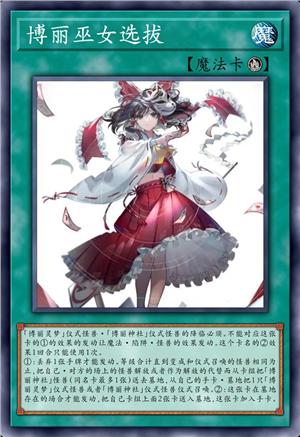 博丽巫女选拔
魔
【魔法卡】
「博丽灵梦」仪式怪兽·「博丽神社」仪式怪兽的降临必须。不能对应这张
卡的①的效果的发动让魔法·陷阱·怪兽的效果的发动。这个卡名的②效
果1回合只能使用1次。
①：丢弃1张手牌才能发动。等级合计直到变成和仪式召唤的怪兽相同为
止，把自己·对方的场上的怪兽解放或者作为解放的代替而从卡组把「博丽
神社」怪兽(同名卡最多1张)送去墓地，从自己的手卡·墓地把1只「博
丽灵梦」仪式怪兽或者「博丽神社」仪式怪兽仪式召唤。②：这张卡在墓地
存在的场合才能发动。把自己卡组上面2张卡送入墓地，这张卡加入手卡。